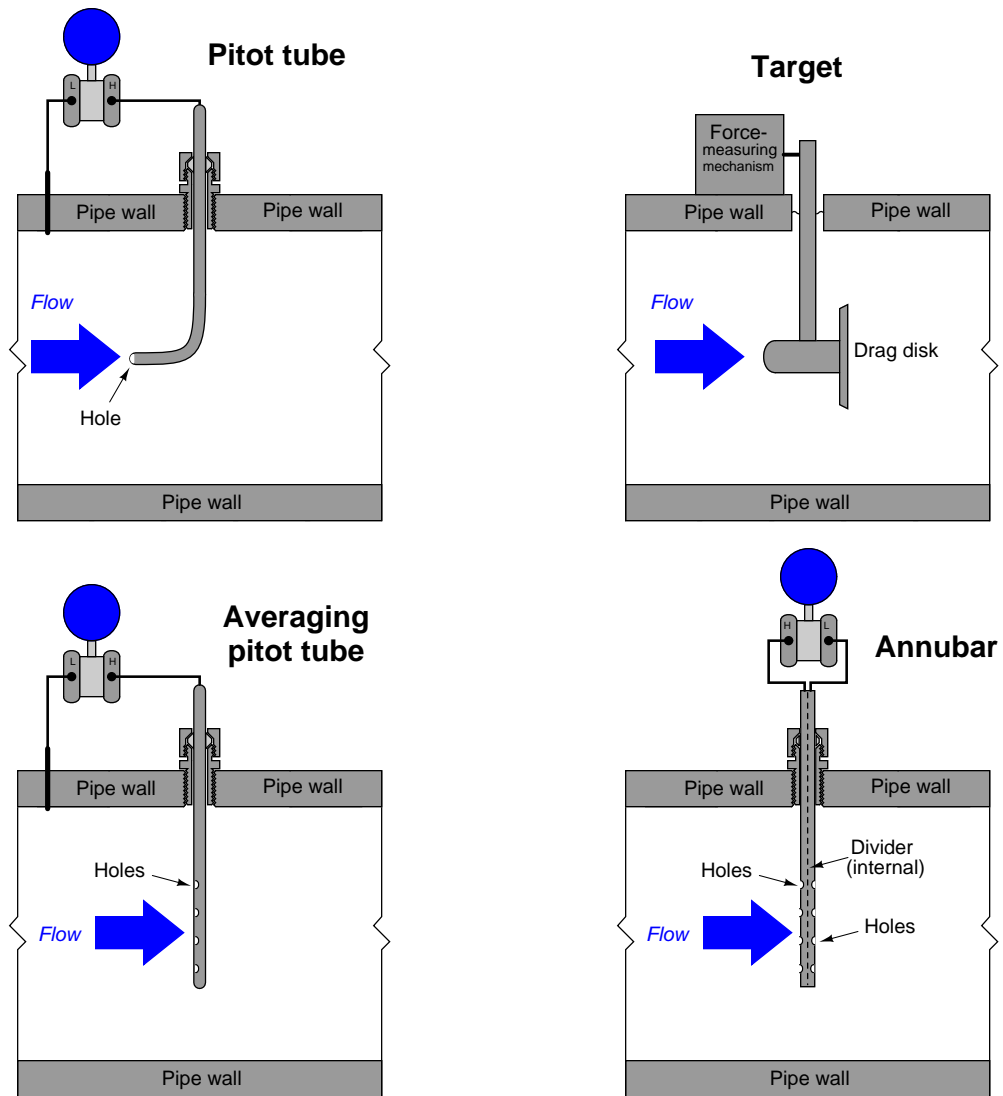 Pitot tube
L
H
Pipe wall
Pipe wall
Flow
Hole
Pipe wall
Target
Force-
measuring
mechanism
Pipe wall
Pipe wall
Flow
Drag disk
Pipe wall
Averaging
pitot tube
L
H
Pipe wall
Pipe wall
Holes
Flow
Pipe wall
Annubar
H
L
Pipe wall
Pipe wall
Divider
(internal)
Holes
Flow
Holes
Pipe wall